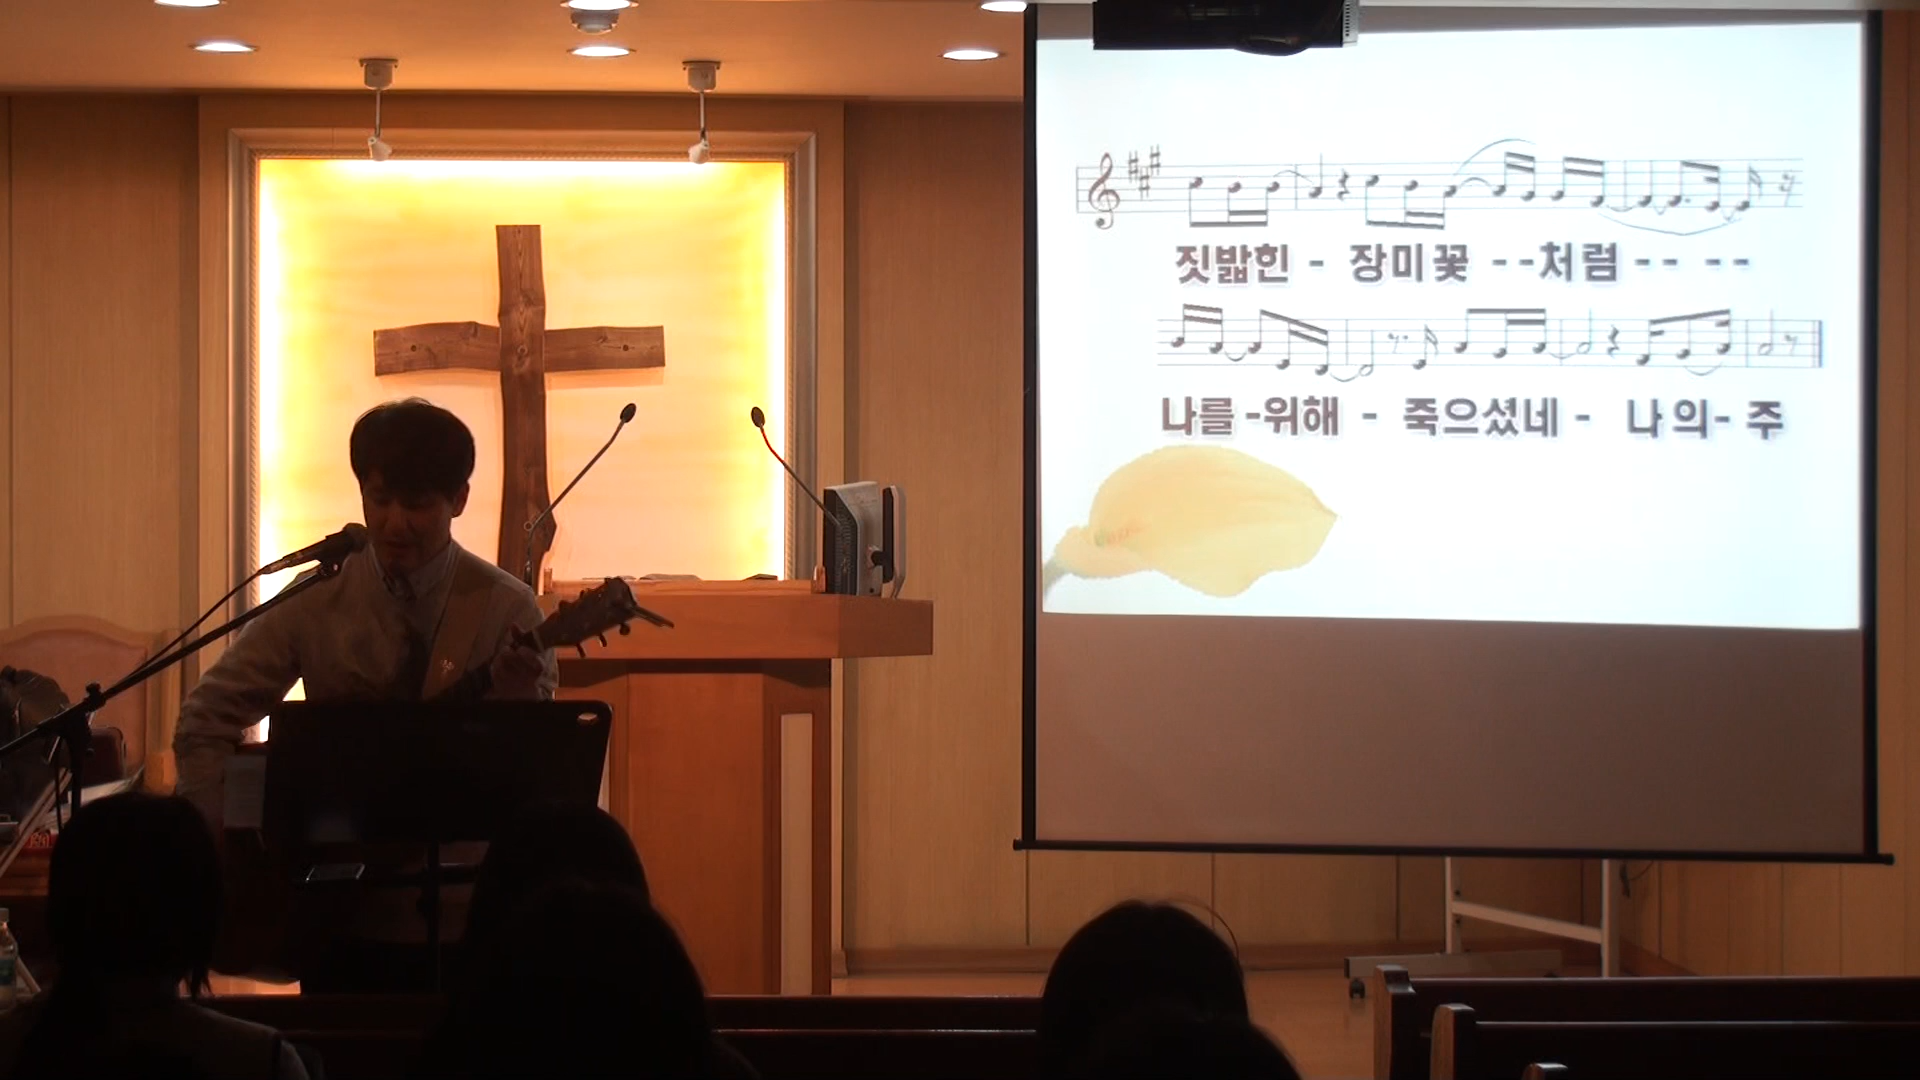 짓밟힌 - 장미꽃 - -처럼 - - - -
나를 -위해 - 죽으셨네 - 나의- 주